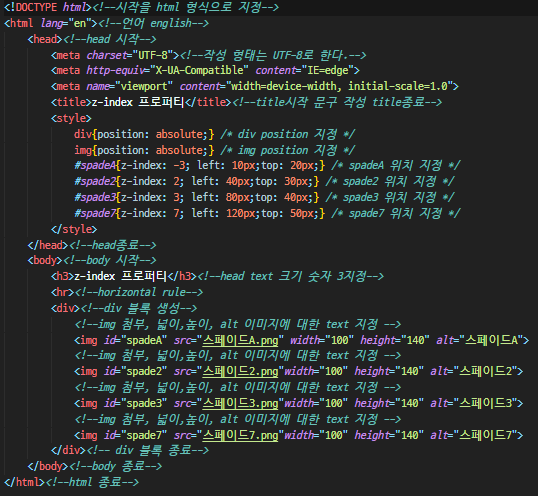 <!DOCTYPE html><!--시작을 html 형식으로 지정-->
<html lang="en"><!--언어 english-->
<head><!--head 시작-->
<meta charset="UTF-8"><!--작성 형태는 UTF-8로 한다.-->
<meta http-equiv="X-UA-Compatible" content="IE=edge">
<meta name="viewport" content="width=device-width, initial-scale=1.0">
<title>z-index 프로퍼티</title><!--title시작 문구 작성 title종료-->
<style>
div{position: absolute;} /* div position 지정 */
img{position: absolute;} /* img position 지정 */
#spadeA{z-index: -3; left: 10px;top: 20px;} /* spadeA 위치 지정 */
#spade2{z-index: 2; left: 40px;top: 30px;} /* spade2 위치 지정 */
#spade3{z-index: 3; left: 80px;top: 40px;} /* spade3 위치 지정 */
#spade7{z-index: 7; left: 120px;top: 50px;} /* spade7 위치 지정 */
</style>
</head><!--head종료-->
<body><!--body 시작-->
<h3>z-index 프로퍼티</h3><!--head text 크기 숫자 3지정-->
<hr><!--horizontal rule-->
<div><!--div 블록 생성-->
<!--img 첨부, 넓이,높이, alt 이미지에 대한 text 지정 -->
<img id="spadeA" src="스페이드A.png" width="100" height="140" alt="스페이드A">
<!--img 첨부, 넓이,높이, alt 이미지에 대한 text 지정 -->
<img id="spade2" src="스페이드2.png"width="100" height="140" alt="스페이드2">
<!--img 첨부, 넓이,높이, alt 이미지에 대한 text 지정 -->
<img id="spade3" src="스페이드3.png"width="100" height="140" alt="스페이드3">
<!--img 첨부, 넓이,높이, alt 이미지에 대한 text 지정 -->
<img id="spade7" src="스페이드7.png"width="100" height="140" alt="스페이드7">
</div><!-- div 블록 종료-->
</body><!--body 종료-->
</html><!--html 종료-->